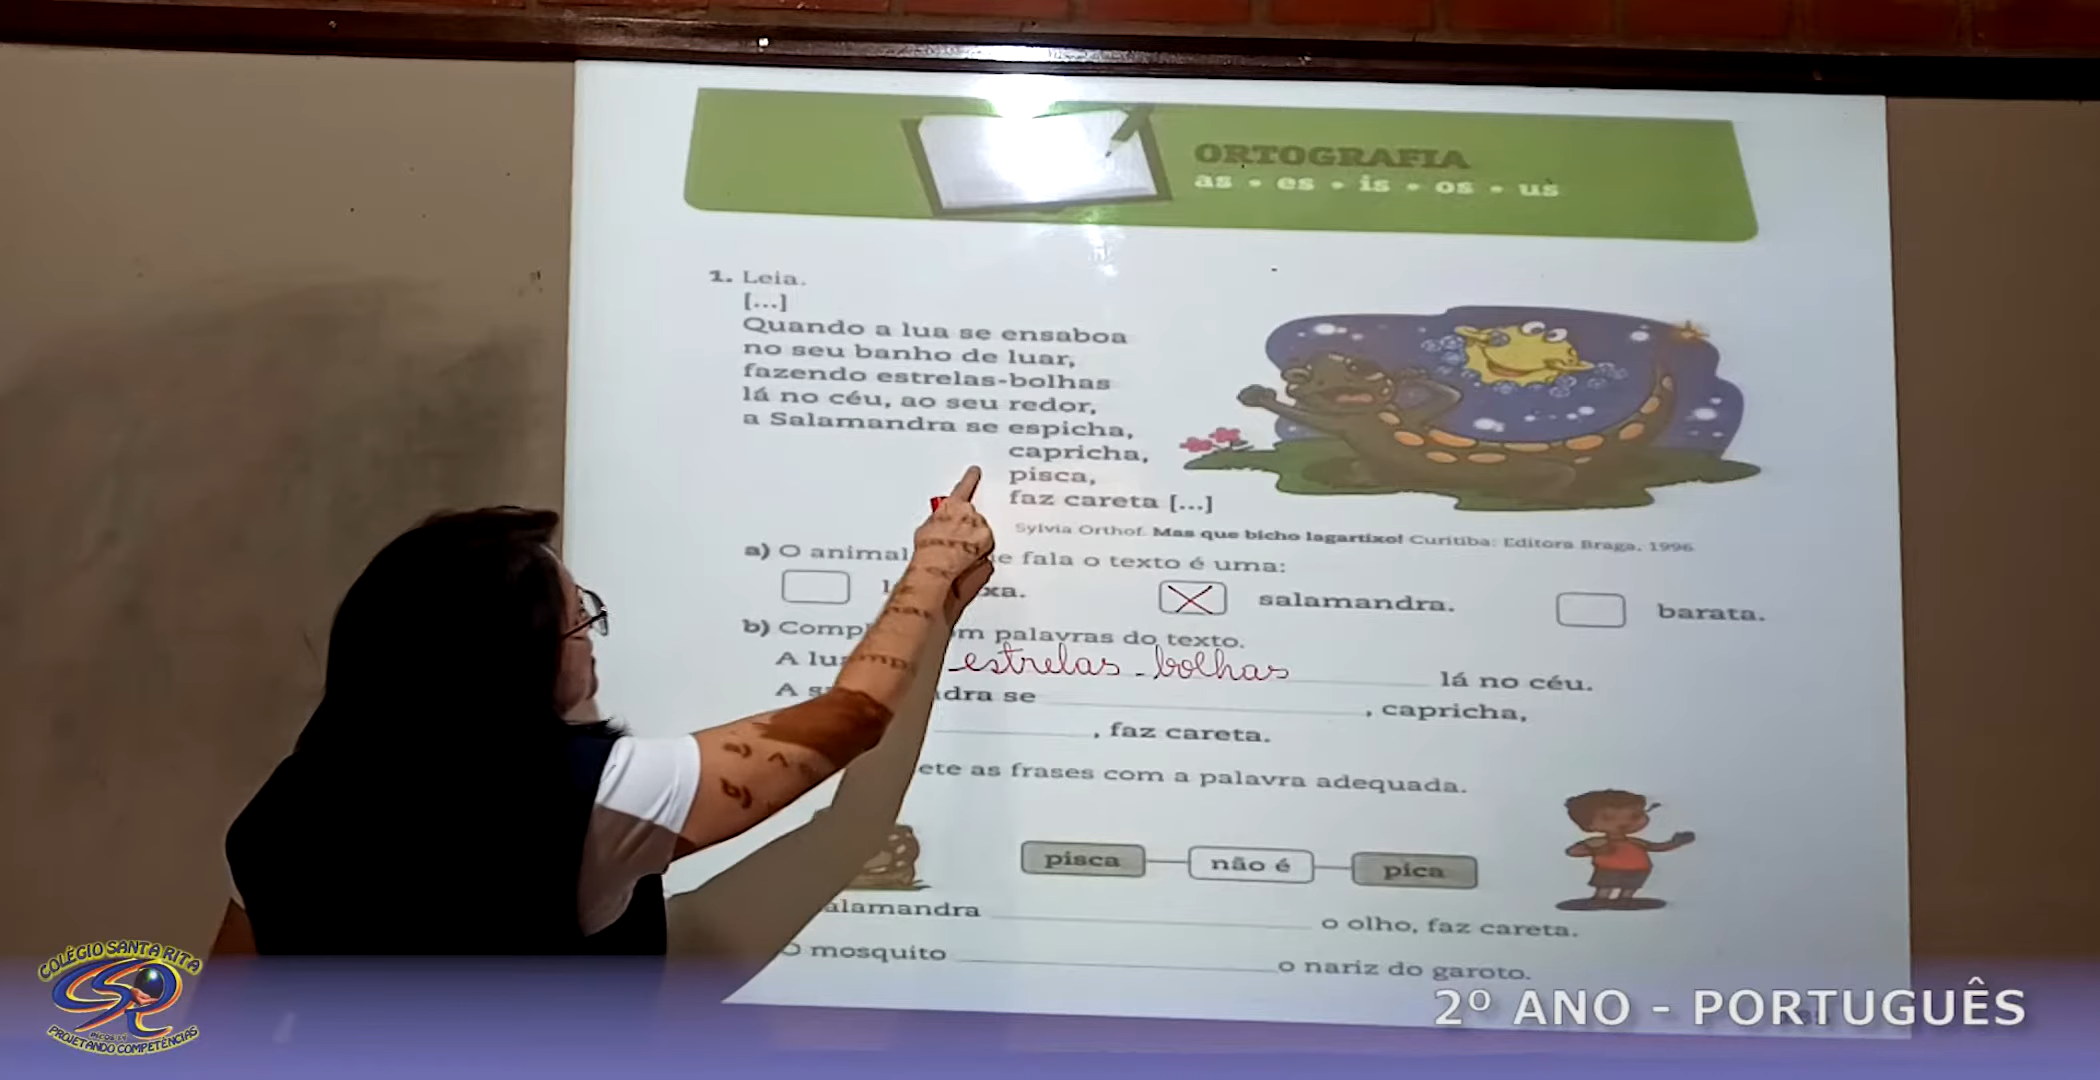 ORTOGRAFIA
as • es • is • os • us
1. Leia.
[...]
Quando a lua se ensaboa
no seu banho de luar,
fazendo estrelas-bolhas
lá no céu, ao seu redor,
a Salamandra se espicha,
capricha,
pisca,
faz careta [...]
Sylvia Orthof. Mas que bicho lagartixo! Curitiba: Editora Braga, 1996
a) O animal fala o texto é uma:
salamandra. barata.
b) palavras do texto.
A estrelas-bolhas lá no céu.
A se , capricha,
, faz careta.
as frases com a palavra adequada.
pisca não é pica
o olho, faz careta.
O mosquito o nariz do garoto.
COLÉGIO SANTA RITA
PROJETANDO COMPETÊNCIAS
2º ANO - PORTUGUÊS